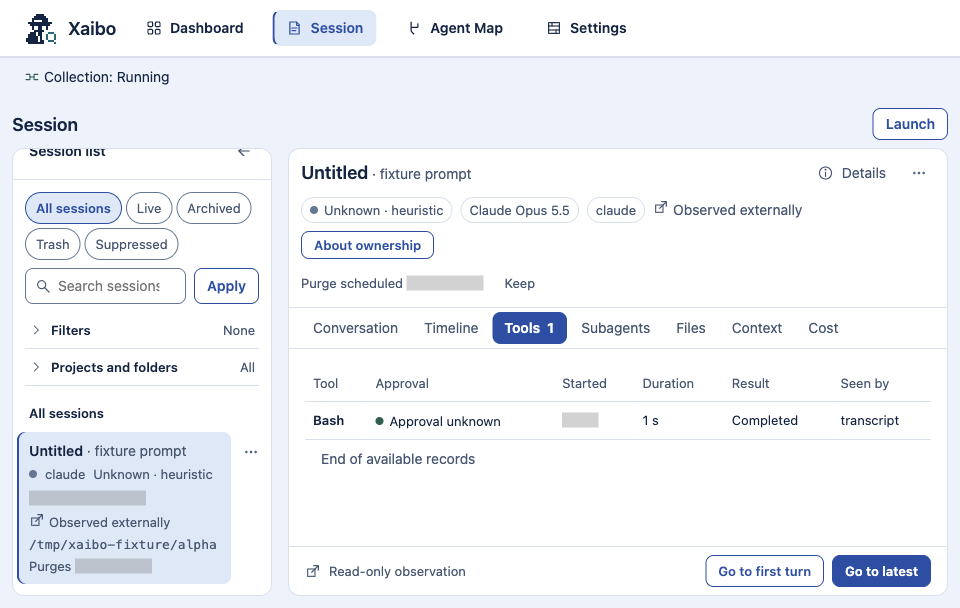 Xaibo
Dashboard
Session
Agent Map
Settings
Collection: Running
Session
Launch
Session list
All sessions
Live
Archived
Trash
Suppressed
Search sessions
Apply
Filters
None
Projects and folders
All
All sessions
Untitled · fixture prompt
claude Unknown · heuristic
Observed externally
/tmp/xaibo-fixture/alpha
Purges
Untitled · fixture prompt
Details
Unknown · heuristic
Claude Opus 5.5
claude
Observed externally
About ownership
Purge scheduled
Keep
Conversation
Timeline
Tools 1
Subagents
Files
Context
Cost
Tool Approval Started Duration Result Seen by
Bash Approval unknown 1 s Completed transcript
End of available records
Read-only observation
Go to first turn
Go to latest